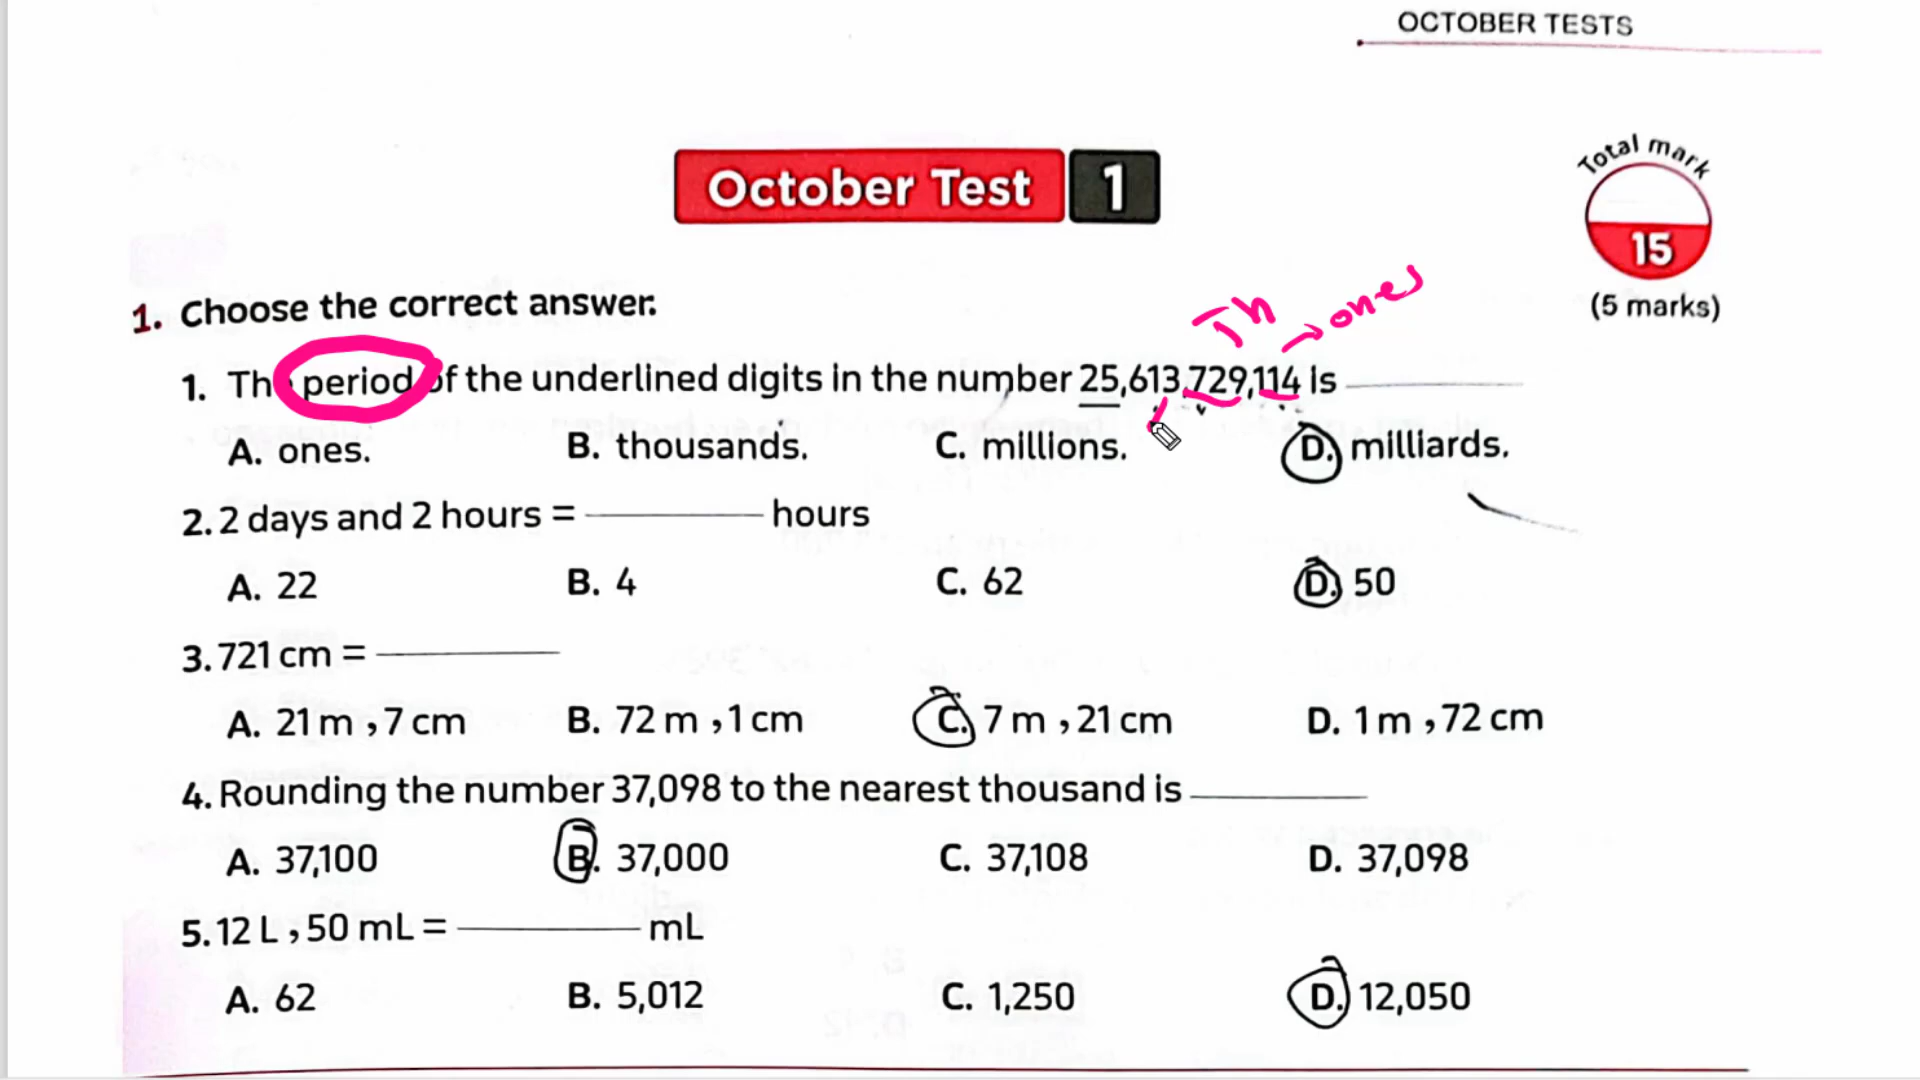 OCTOBER TESTS
October Test 1
Total mark
15
(5 marks)
1. Choose the correct answer.
Th → ones
1. The period of the underlined digits in the number 25,613,729,114 is
A. ones. B. thousands. C. millions. D. milliards.
2. 2 days and 2 hours = hours
A. 22 B. 4 C. 62 D. 50
3. 721 cm =
A. 21 m , 7 cm B. 72 m , 1 cm C. 7 m , 21 cm D. 1 m , 72 cm
4. Rounding the number 37,098 to the nearest thousand is
A. 37,100 B. 37,000 C. 37,108 D. 37,098
5. 12 L , 50 mL = mL
A. 62 B. 5,012 C. 1,250 D. 12,050